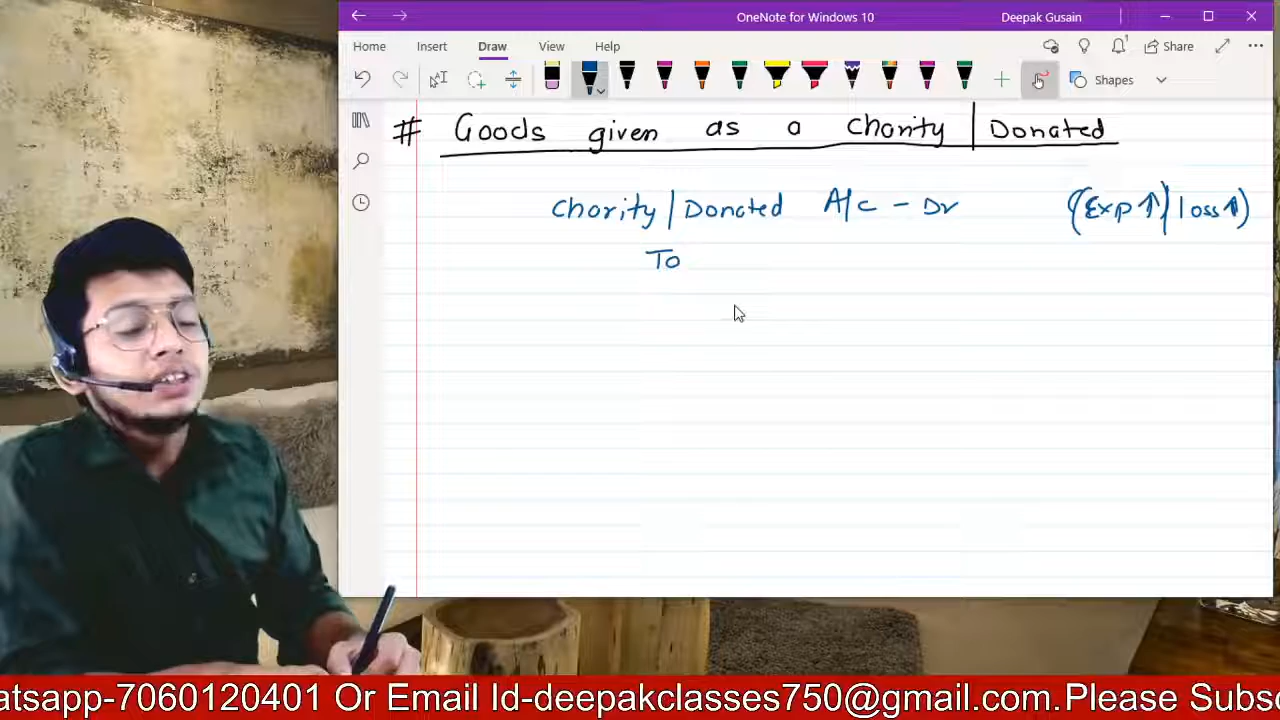 OneNote for Windows 10
Deepak Gusain
Home Insert Draw View Help
Share
Shapes
# Goods given as a Charity | Donated
Charity | Donated A/c - Dr (Exp ↑ | loss ↑)
To
atsapp-7060120401 Or Email Id-deepakclasses750@gmail.com.Please Subsc